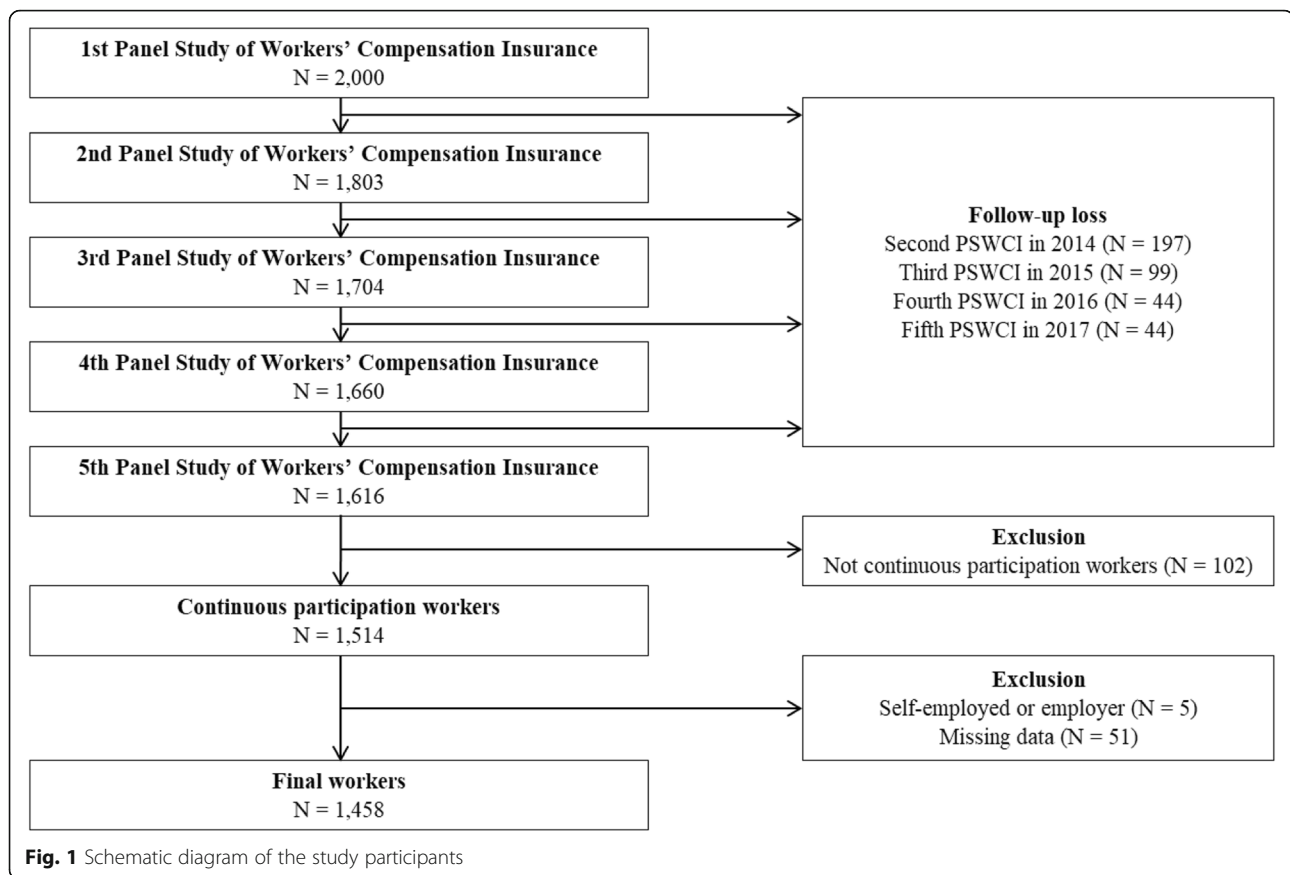 1st Panel Study of Workers’ Compensation Insurance
N = 2,000
2nd Panel Study of Workers’ Compensation Insurance
N = 1,803
3rd Panel Study of Workers’ Compensation Insurance
N = 1,704
4th Panel Study of Workers’ Compensation Insurance
N = 1,660
5th Panel Study of Workers’ Compensation Insurance
N = 1,616
Follow-up loss
Second PSWCI in 2014 (N = 197)
Third PSWCI in 2015 (N = 99)
Fourth PSWCI in 2016 (N = 44)
Fifth PSWCI in 2017 (N = 44)
Exclusion
Not continuous participation workers (N = 102)
Continuous participation workers
N = 1,514
Exclusion
Self-employed or employer (N = 5)
Missing data (N = 51)
Final workers
N = 1,458
Fig. 1 Schematic diagram of the study participants